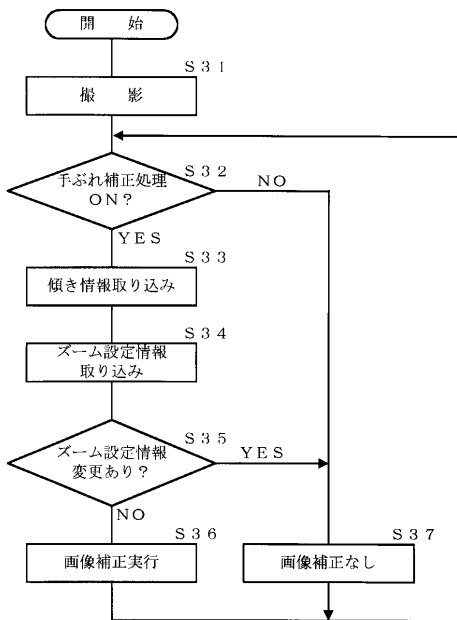 開　始
S31
撮　影
S32
手ぶれ補正処理
ON？
NO
YES
S33
傾き情報取り込み
S34
ズーム設定情報
取り込み
S35
ズーム設定情報
変更あり？
YES
NO
S36
画像補正実行
S37
画像補正なし